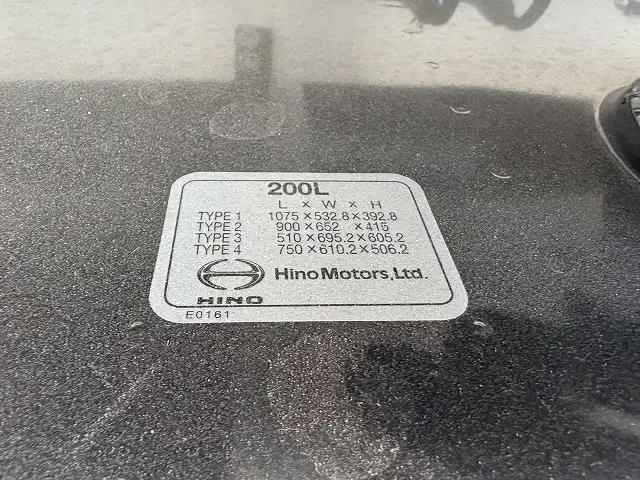 200L
L × W × H
TYPE 1 1075×532.8×392.8
TYPE 2 900×652 ×415
TYPE 3 510×695.2×605.2
TYPE 4 750×610.2×506.2
Hino Motors, Ltd.
HINO
E0161